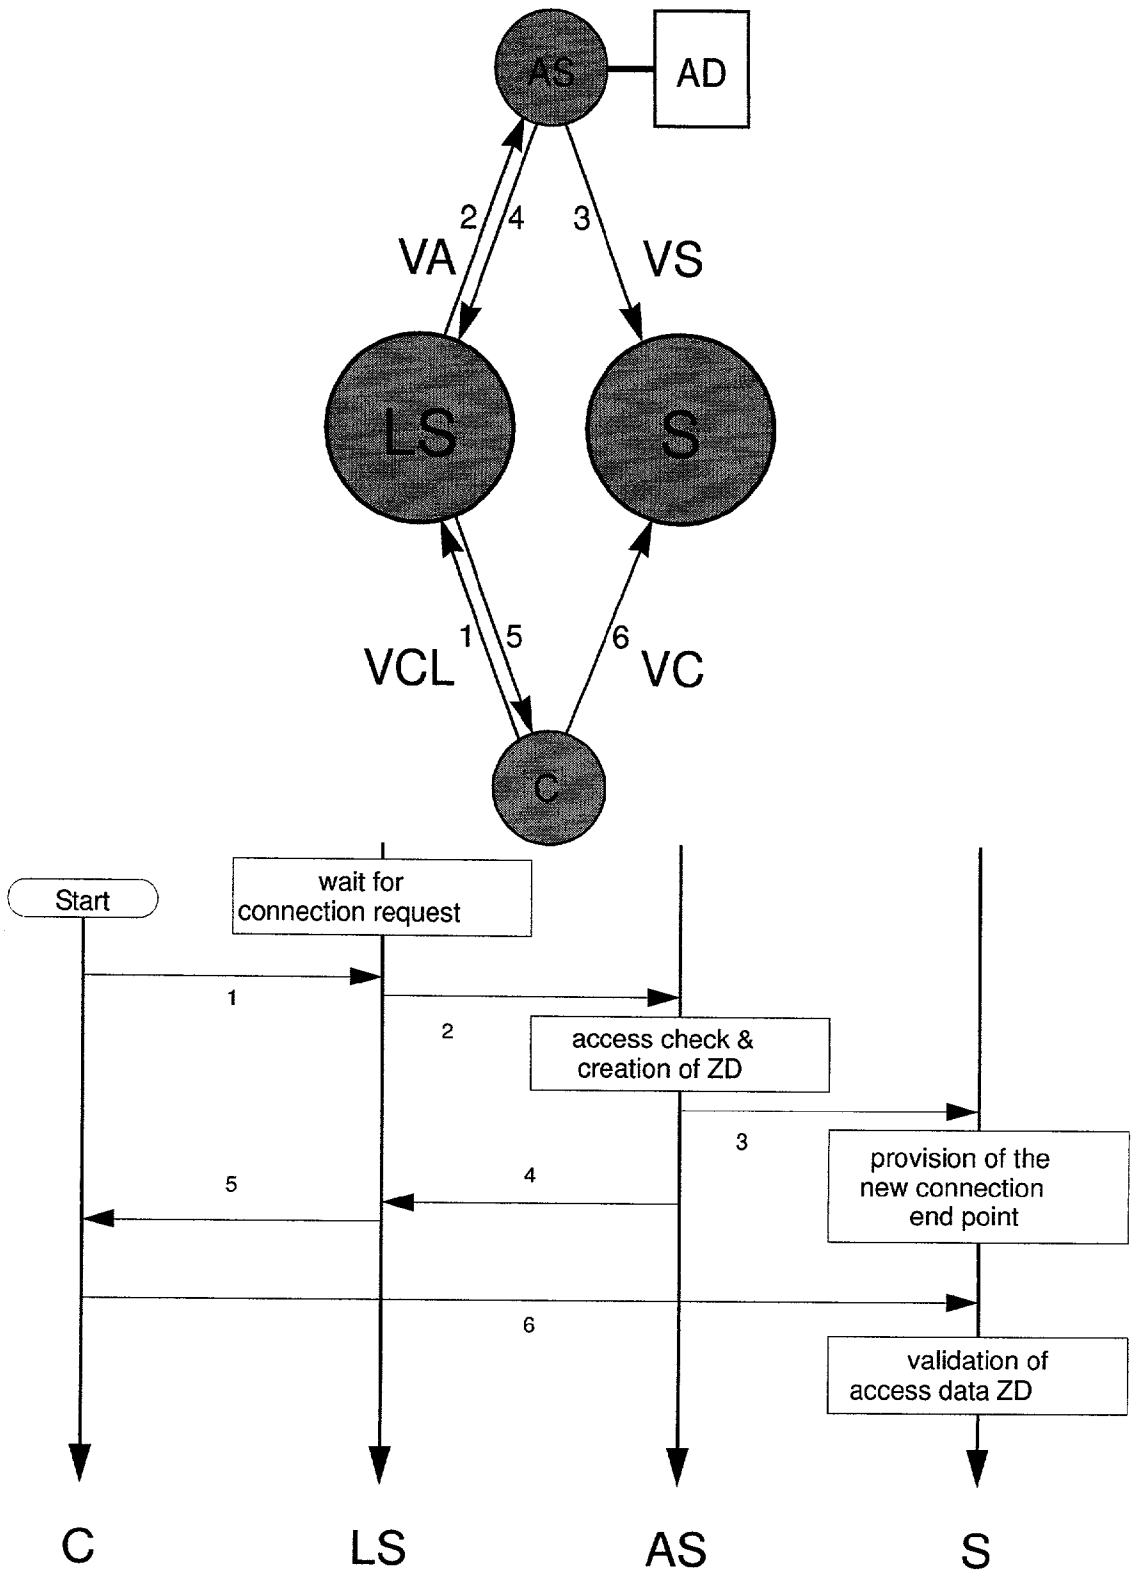 AS
AD
2
4
3
VA
VS
LS
S
1
5
6
VCL
VC
C
wait for
connection request
Start
1
2
access check &
creation of ZD
3
provision of the
new connection
end point
5
4
6
validation of
access data ZD
C
LS
AS
S